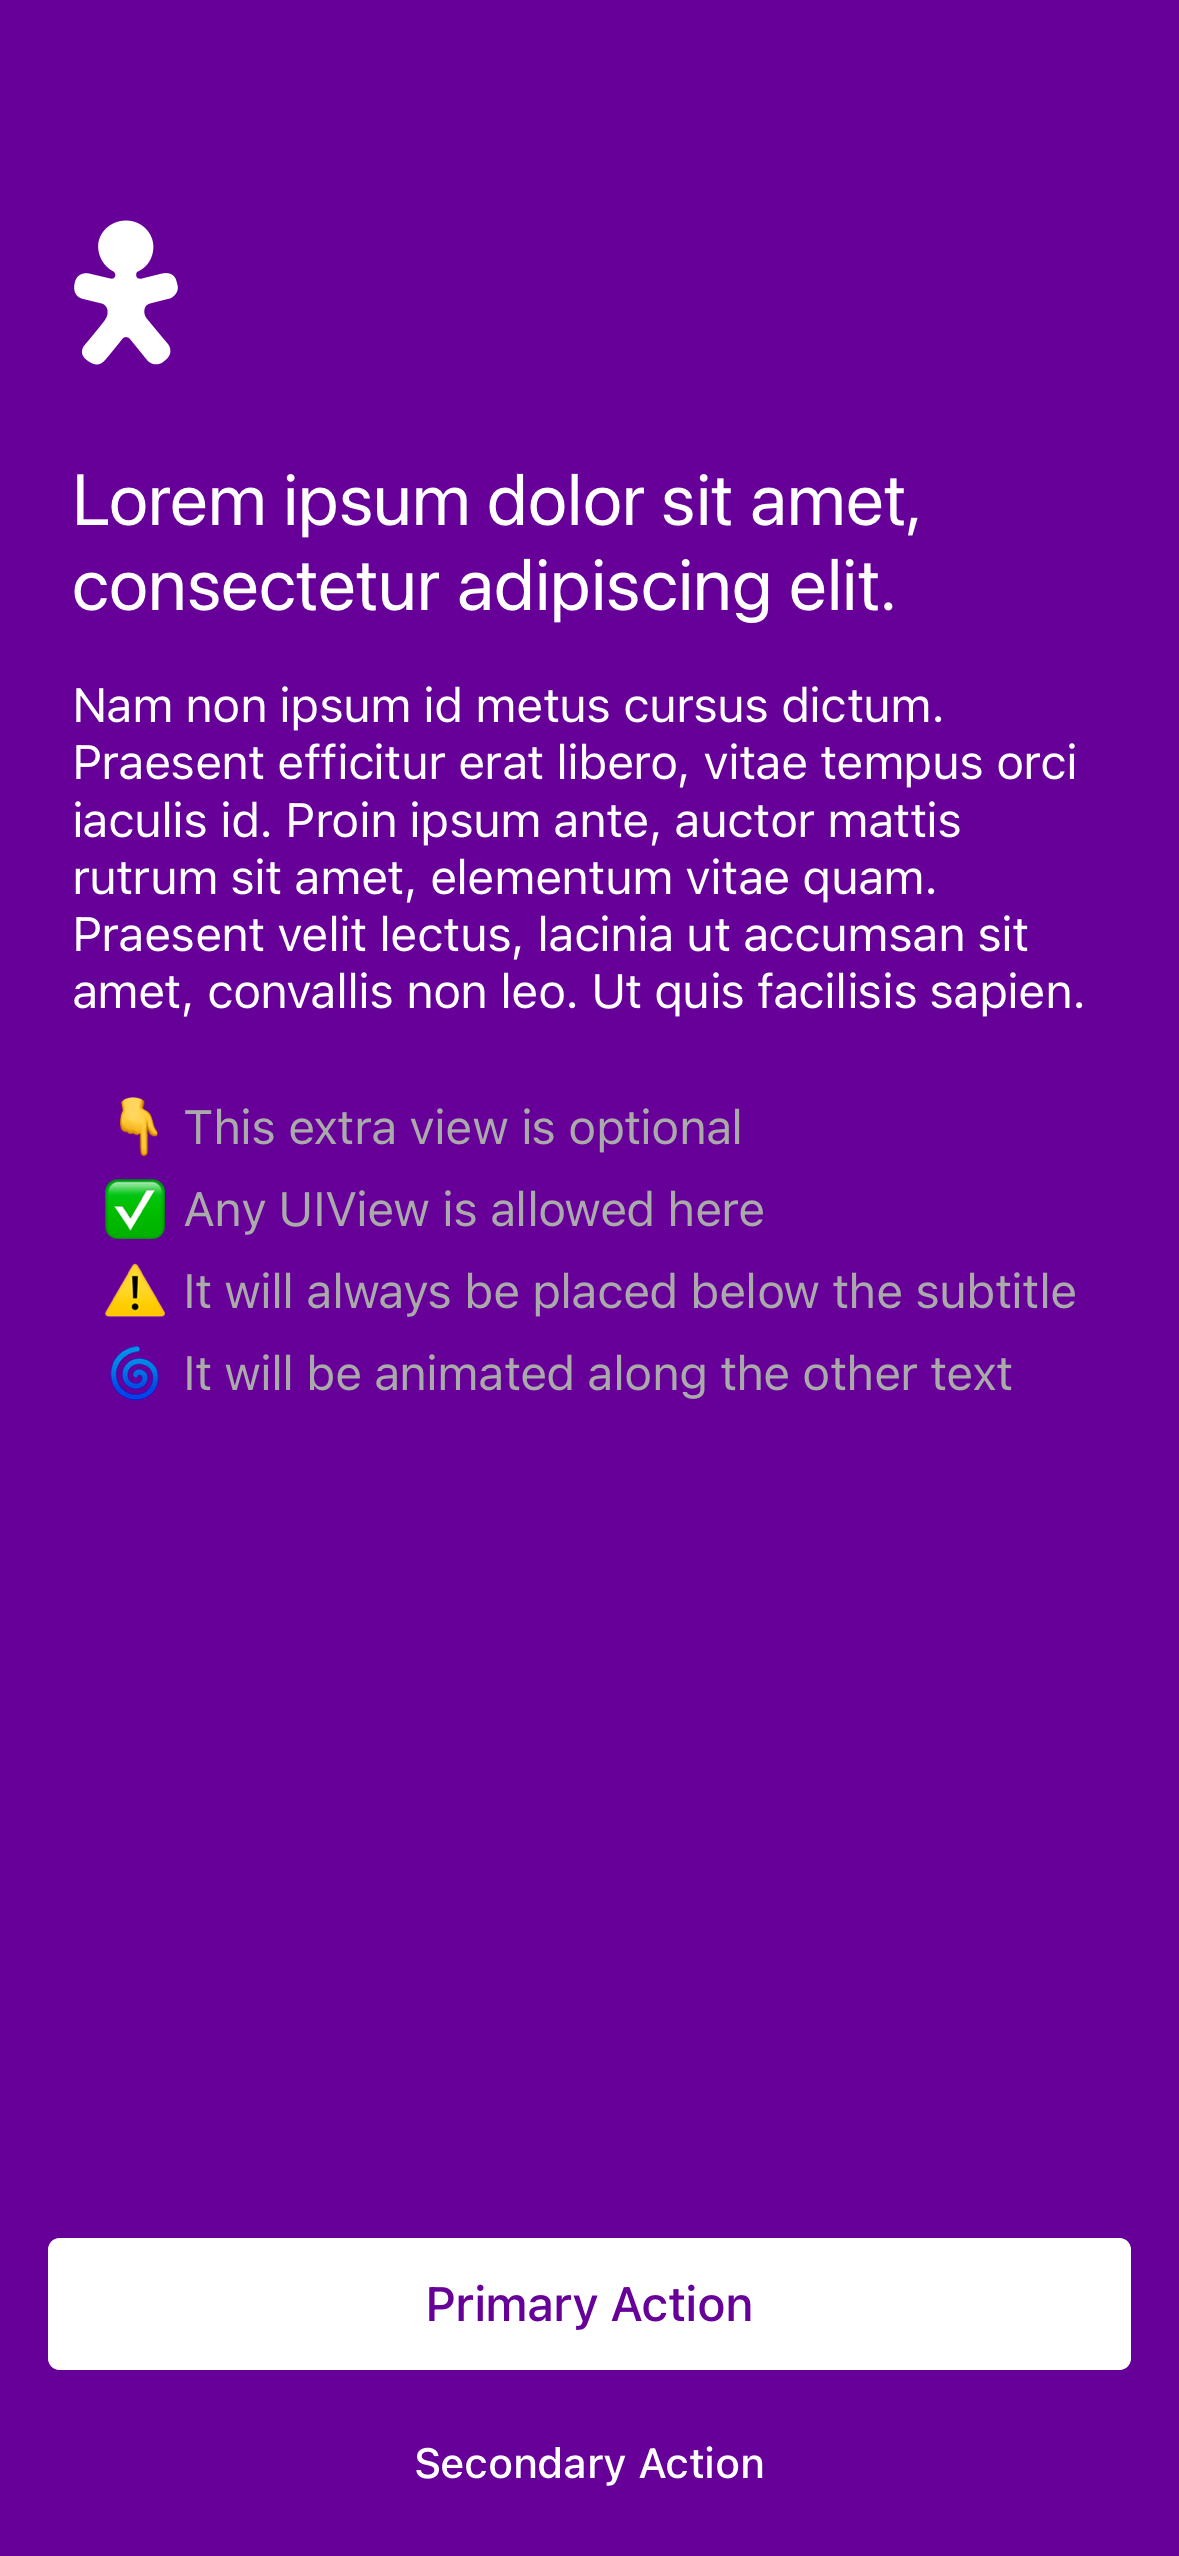 Lorem ipsum dolor sit amet,
consectetur adipiscing elit.
Nam non ipsum id metus cursus dictum.
Praesent efficitur erat libero, vitae tempus orci
iaculis id. Proin ipsum ante, auctor mattis
rutrum sit amet, elementum vitae quam.
Praesent velit lectus, lacinia ut accumsan sit
amet, convallis non leo. Ut quis facilisis sapien.
👇 This extra view is optional
✅ Any UIView is allowed here
⚠️ It will always be placed below the subtitle
🌀 It will be animated along the other text
Primary Action
Secondary Action